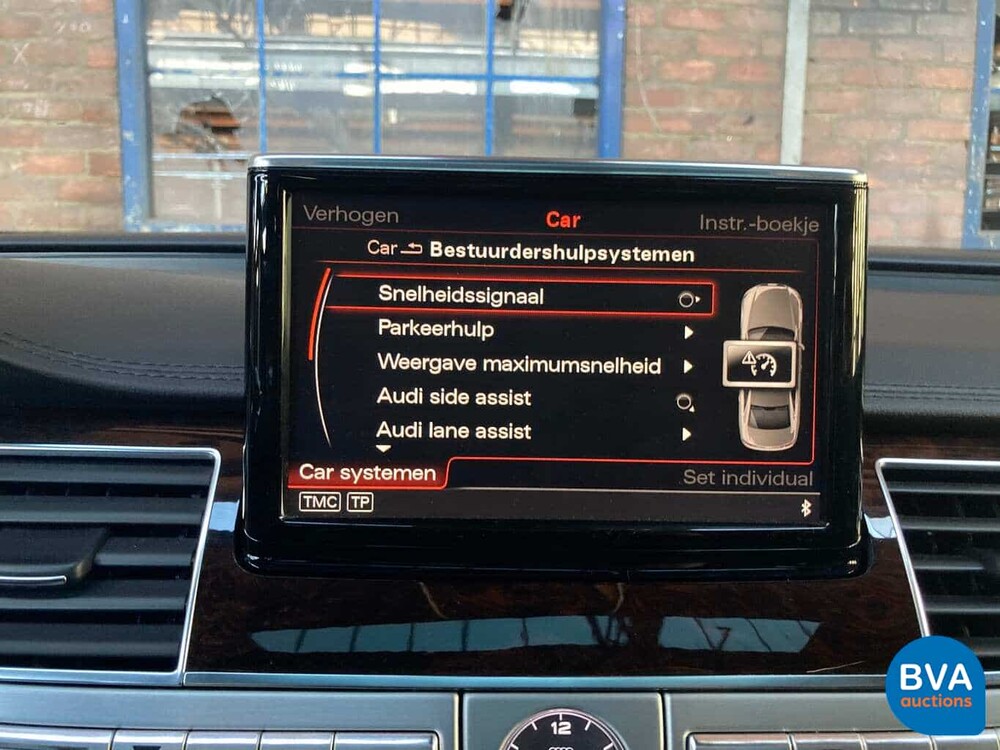 Verhogen Car Instr.-boekje
Car Bestuurdershulpsystemen
Snelheidssignaal
Parkeerhulp
Weergave maximumsnelheid
Audi side assist
Audi lane assist
Car systemen Set individual
TMC TP
12
BVA
auctions